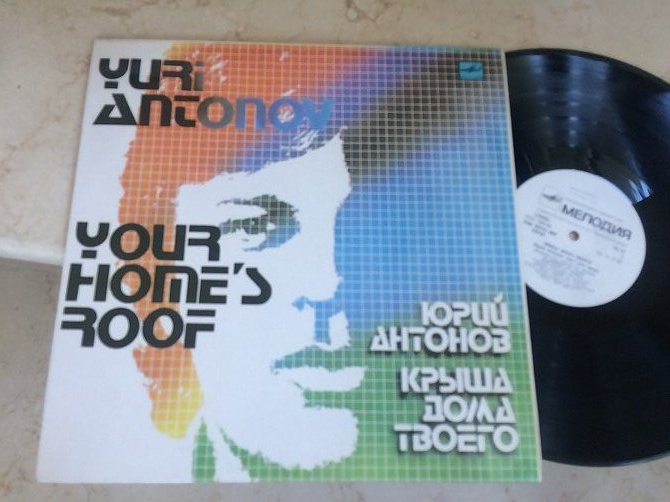 YURI
ANTONOV
YOUR
HOME'S
ROOF
ЮРИЙ
АНТОНОВ
КРЫША
ДОМА
ТВОЕГО
МЕЛОДИЯ